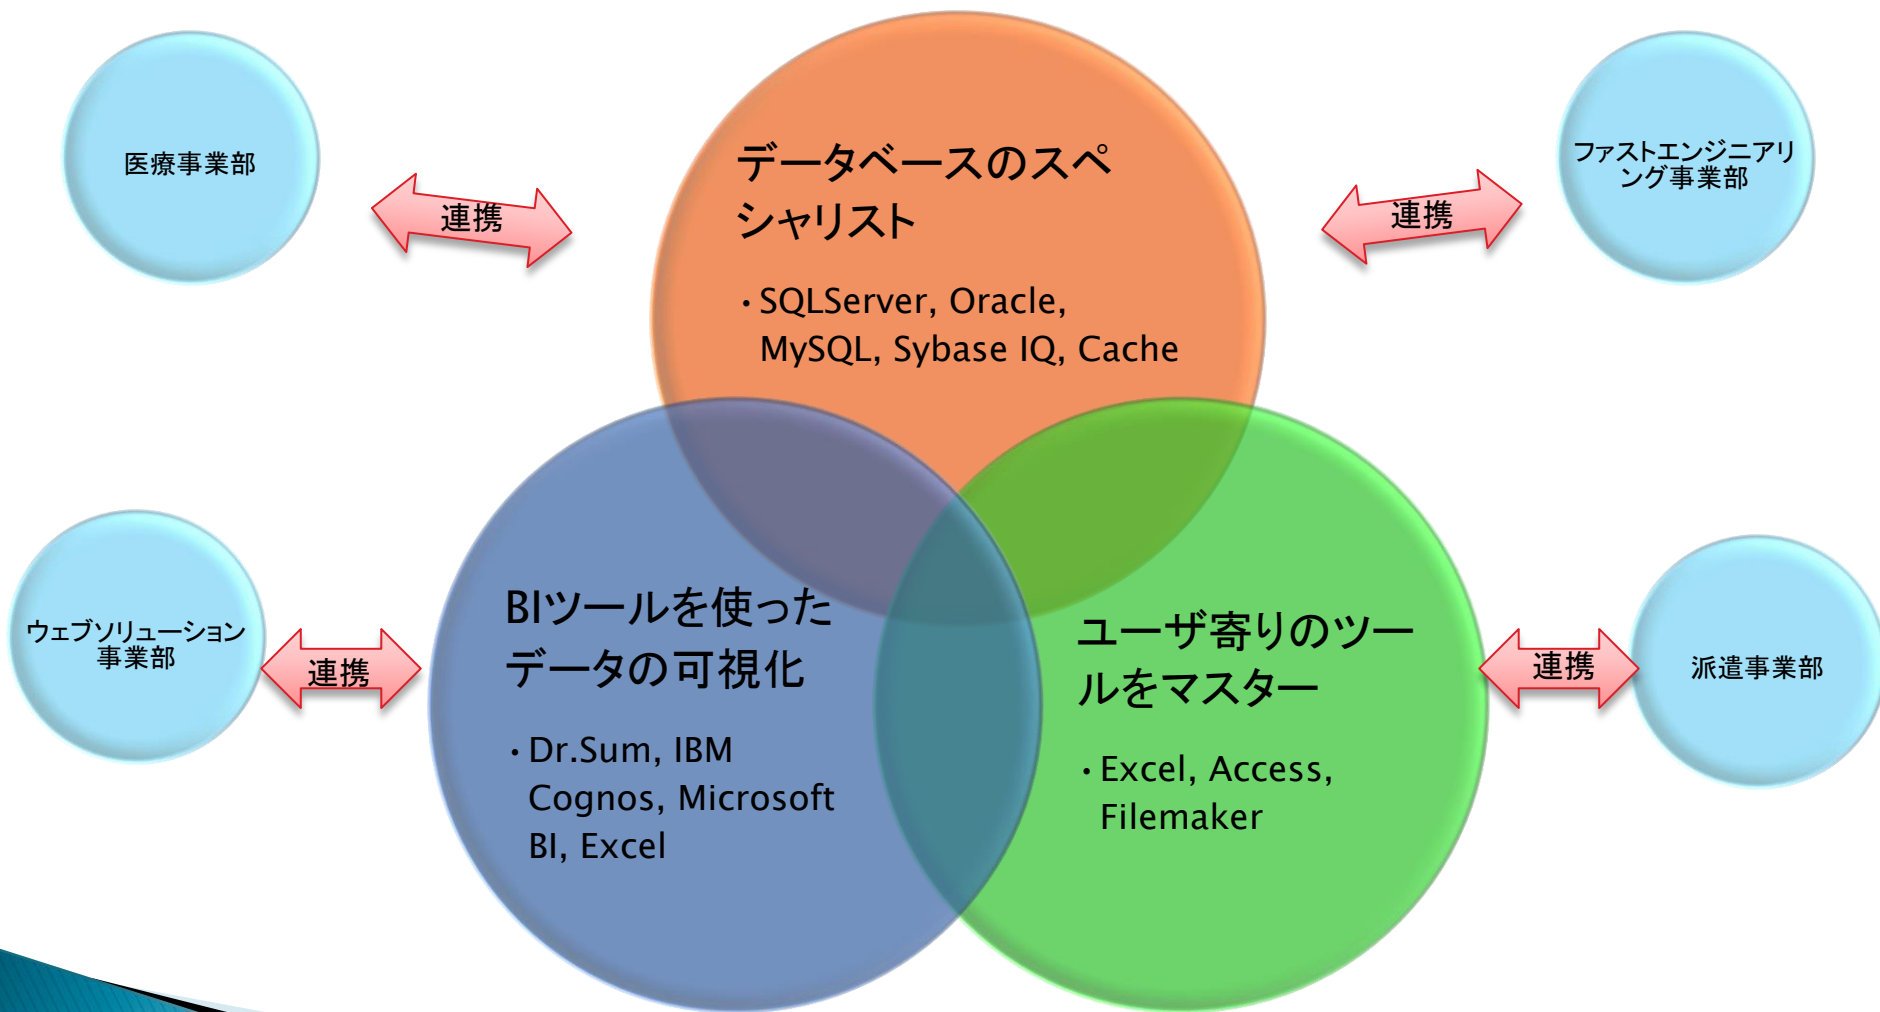 医療事業部
連携
データベースのスペ
シャリスト
・SQLServer, Oracle,
MySQL, Sybase IQ, Cache
連携
ファストエンジニアリ
ング事業部
ウェブソリューション
事業部
連携
BIツールを使った
データの可視化
・Dr.Sum, IBM
Cognos, Microsoft
BI, Excel
ユーザ寄りのツー
ルをマスター
・Excel, Access,
Filemaker
連携
派遣事業部